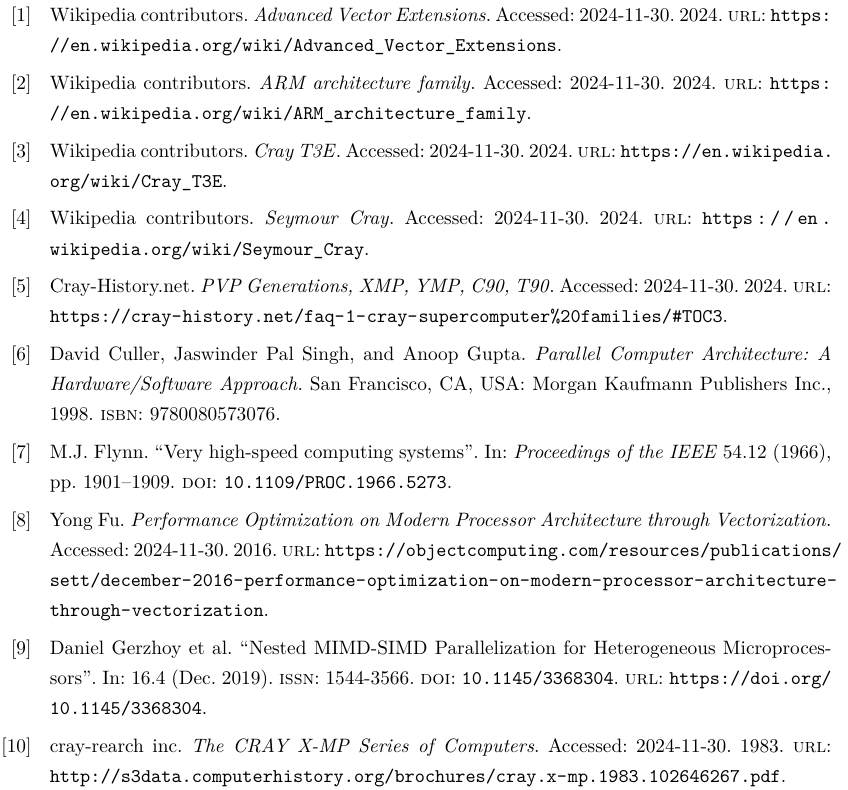 [1] Wikipedia contributors. Advanced Vector Extensions. Accessed: 2024-11-30. 2024. URL: https:
//en.wikipedia.org/wiki/Advanced_Vector_Extensions.
[2] Wikipedia contributors. ARM architecture family. Accessed: 2024-11-30. 2024. URL: https:
//en.wikipedia.org/wiki/ARM_architecture_family.
[3] Wikipedia contributors. Cray T3E. Accessed: 2024-11-30. 2024. URL: https://en.wikipedia.
org/wiki/Cray_T3E.
[4] Wikipedia contributors. Seymour Cray. Accessed: 2024-11-30. 2024. URL: https : / / en .
wikipedia.org/wiki/Seymour_Cray.
[5] Cray-History.net. PVP Generations, XMP, YMP, C90, T90. Accessed: 2024-11-30. 2024. URL:
https://cray-history.net/faq-1-cray-supercomputer%20families/#TOC3.
[6] David Culler, Jaswinder Pal Singh, and Anoop Gupta. Parallel Computer Architecture: A
Hardware/Software Approach. San Francisco, CA, USA: Morgan Kaufmann Publishers Inc.,
1998. ISBN: 9780080573076.
[7] M.J. Flynn. “Very high-speed computing systems”. In: Proceedings of the IEEE 54.12 (1966),
pp. 1901–1909. DOI: 10.1109/PROC.1966.5273.
[8] Yong Fu. Performance Optimization on Modern Processor Architecture through Vectorization.
Accessed: 2024-11-30. 2016. URL: https://objectcomputing.com/resources/publications/
sett/december-2016-performance-optimization-on-modern-processor-architecture-
through-vectorization.
[9] Daniel Gerzhoy et al. “Nested MIMD-SIMD Parallelization for Heterogeneous Microproces-
sors”. In: 16.4 (Dec. 2019). ISSN: 1544-3566. DOI: 10.1145/3368304. URL: https://doi.org/
10.1145/3368304.
[10] cray-rearch inc. The CRAY X-MP Series of Computers. Accessed: 2024-11-30. 1983. URL:
http://s3data.computerhistory.org/brochures/cray.x-mp.1983.102646267.pdf.